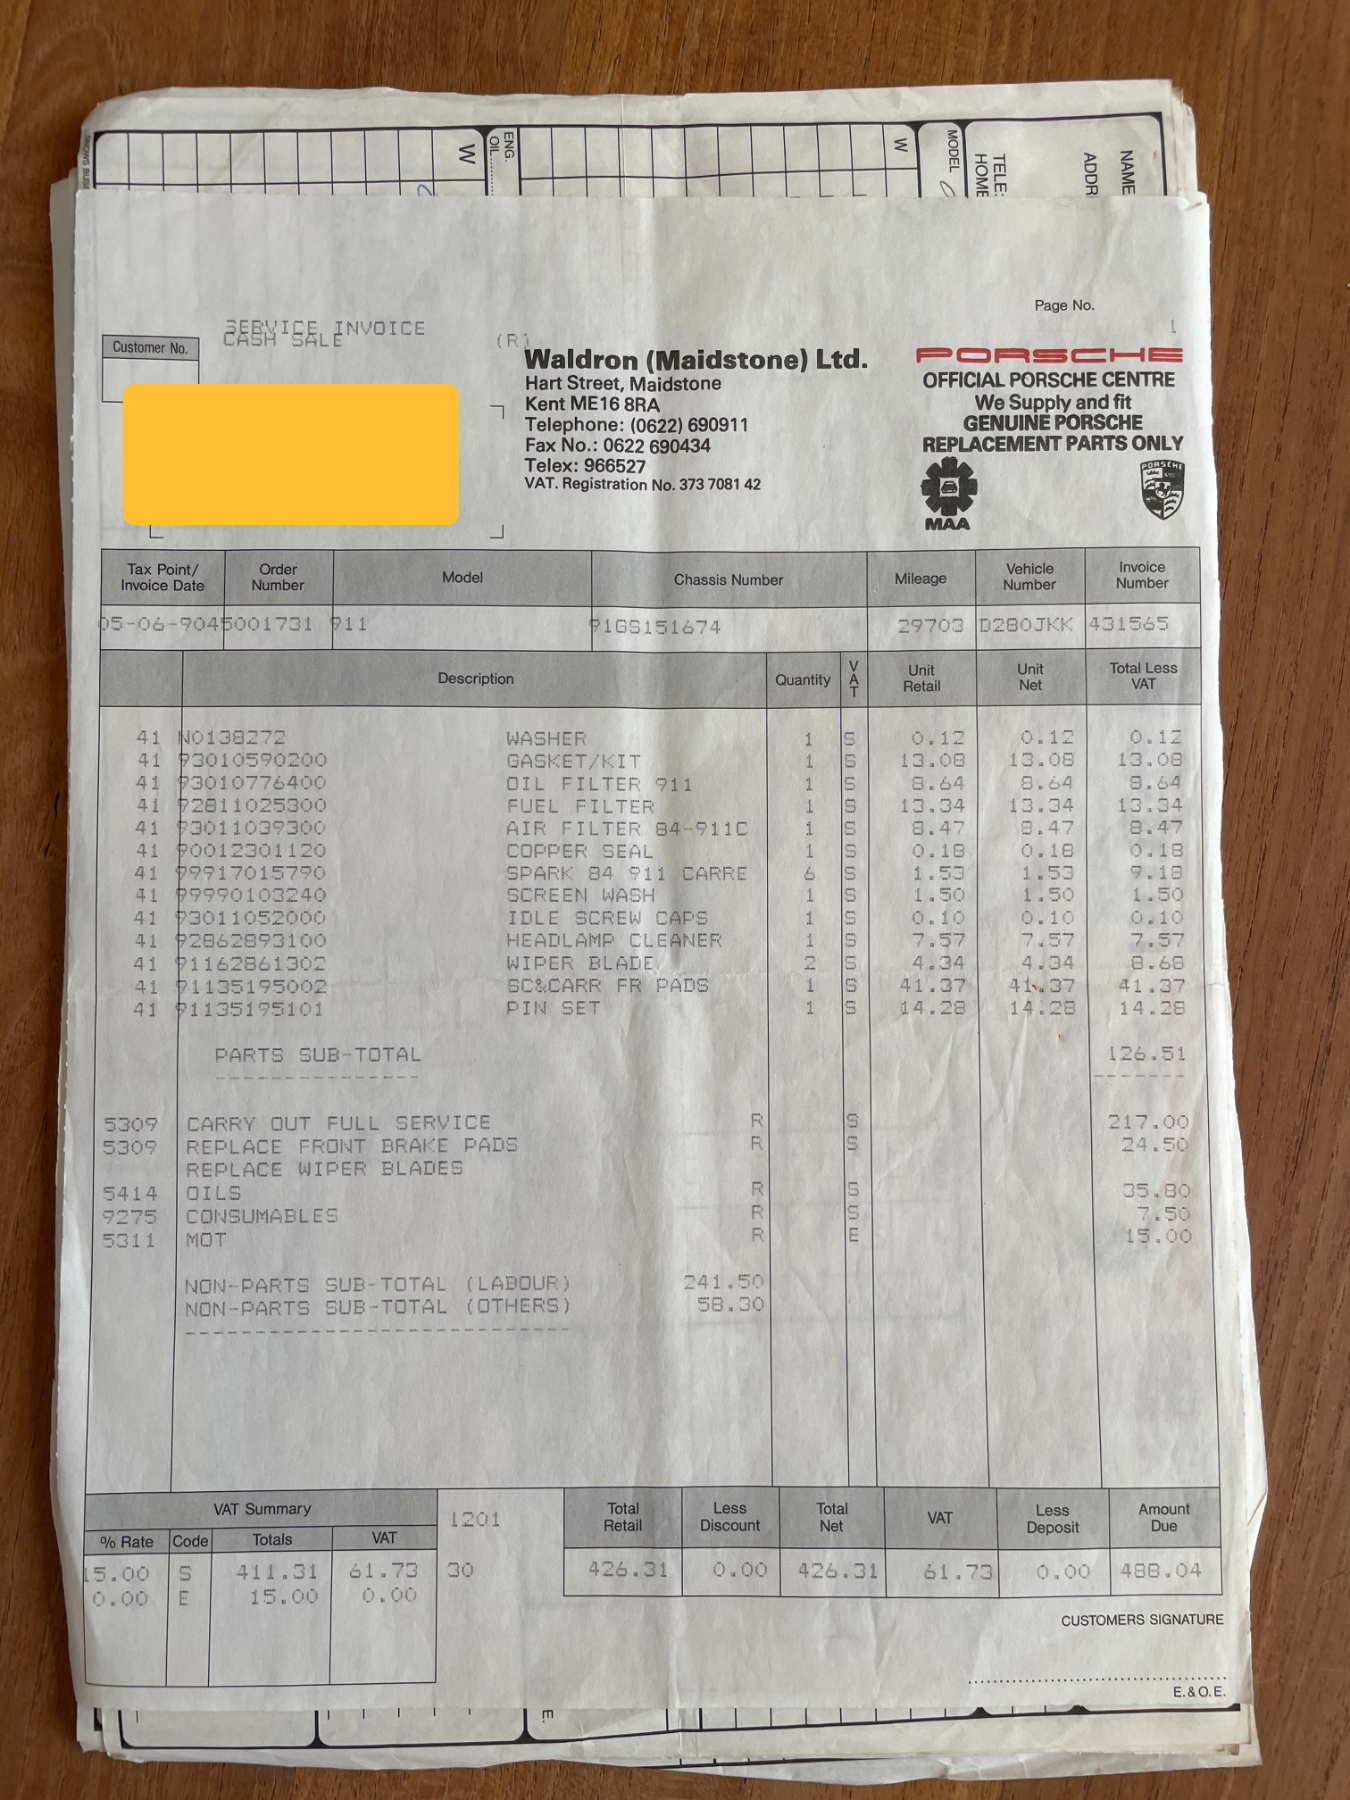 SHOWS BUSI
W
ENG.
OIL
W
MODEL
TELE:
HOME
ADDR
NAME
Page No.
1
SERVICE INVOICE
CASH SALE
(R)
Customer No.
Waldron (Maidstone) Ltd.
Hart Street, Maidstone
Kent ME16 8RA
Telephone: (0622) 690911
Fax No.: 0622 690434
Telex: 966527
VAT. Registration No. 373 7081 42
PORSCHE
OFFICIAL PORSCHE CENTRE
We Supply and fit
GENUINE PORSCHE
REPLACEMENT PARTS ONLY
MAA
PORSCHE
Tax Point/ Invoice Date Order Number Model Chassis Number Mileage Vehicle Number Invoice Number
05-06-90 45001731 911 91GS151674 29703 D280JKK 431565
Description Quantity VAT Unit Retail Unit Net Total Less VAT
41 N0138272 WASHER 1 S 0.12 0.12 0.12
41 93010590200 GASKET/KIT 1 S 13.08 13.08 13.08
41 93010776400 OIL FILTER 911 1 S 8.64 8.64 8.64
41 92811025300 FUEL FILTER 1 S 13.34 13.34 13.34
41 93011039300 AIR FILTER 84-911C 1 S 8.47 8.47 8.47
41 90012301120 COPPER SEAL 1 S 0.18 0.18 0.18
41 99917015790 SPARK 84 911 CARRE 6 S 1.53 1.53 9.18
41 99990103240 SCREEN WASH 1 S 1.50 1.50 1.50
41 93011052000 IDLE SCREW CAPS 1 S 0.10 0.10 0.10
41 92862893100 HEADLAMP CLEANER 1 S 7.57 7.57 7.57
41 91162861302 WIPER BLADE 2 S 4.34 4.34 8.68
41 91135195002 SC&CARR FR PADS 1 S 41.37 41.37 41.37
41 91135195101 PIN SET 1 S 14.28 14.28 14.28
PARTS SUB-TOTAL 126.51
5309 CARRY OUT FULL SERVICE R S 217.00
5309 REPLACE FRONT BRAKE PADS R S 24.50
REPLACE WIPER BLADES
5414 OILS R S 35.80
9275 CONSUMABLES R S 7.50
5311 MOT R E 15.00
NON-PARTS SUB-TOTAL (LABOUR) 241.50
NON-PARTS SUB-TOTAL (OTHERS) 58.30
VAT Summary
% Rate Code Totals VAT
15.00 S 411.31 61.73
0.00 E 15.00 0.00
1201
30
Total Retail Less Discount Total Net VAT Less Deposit Amount Due
426.31 0.00 426.31 61.73 0.00 488.04
CUSTOMERS SIGNATURE
E.&O.E.
E.